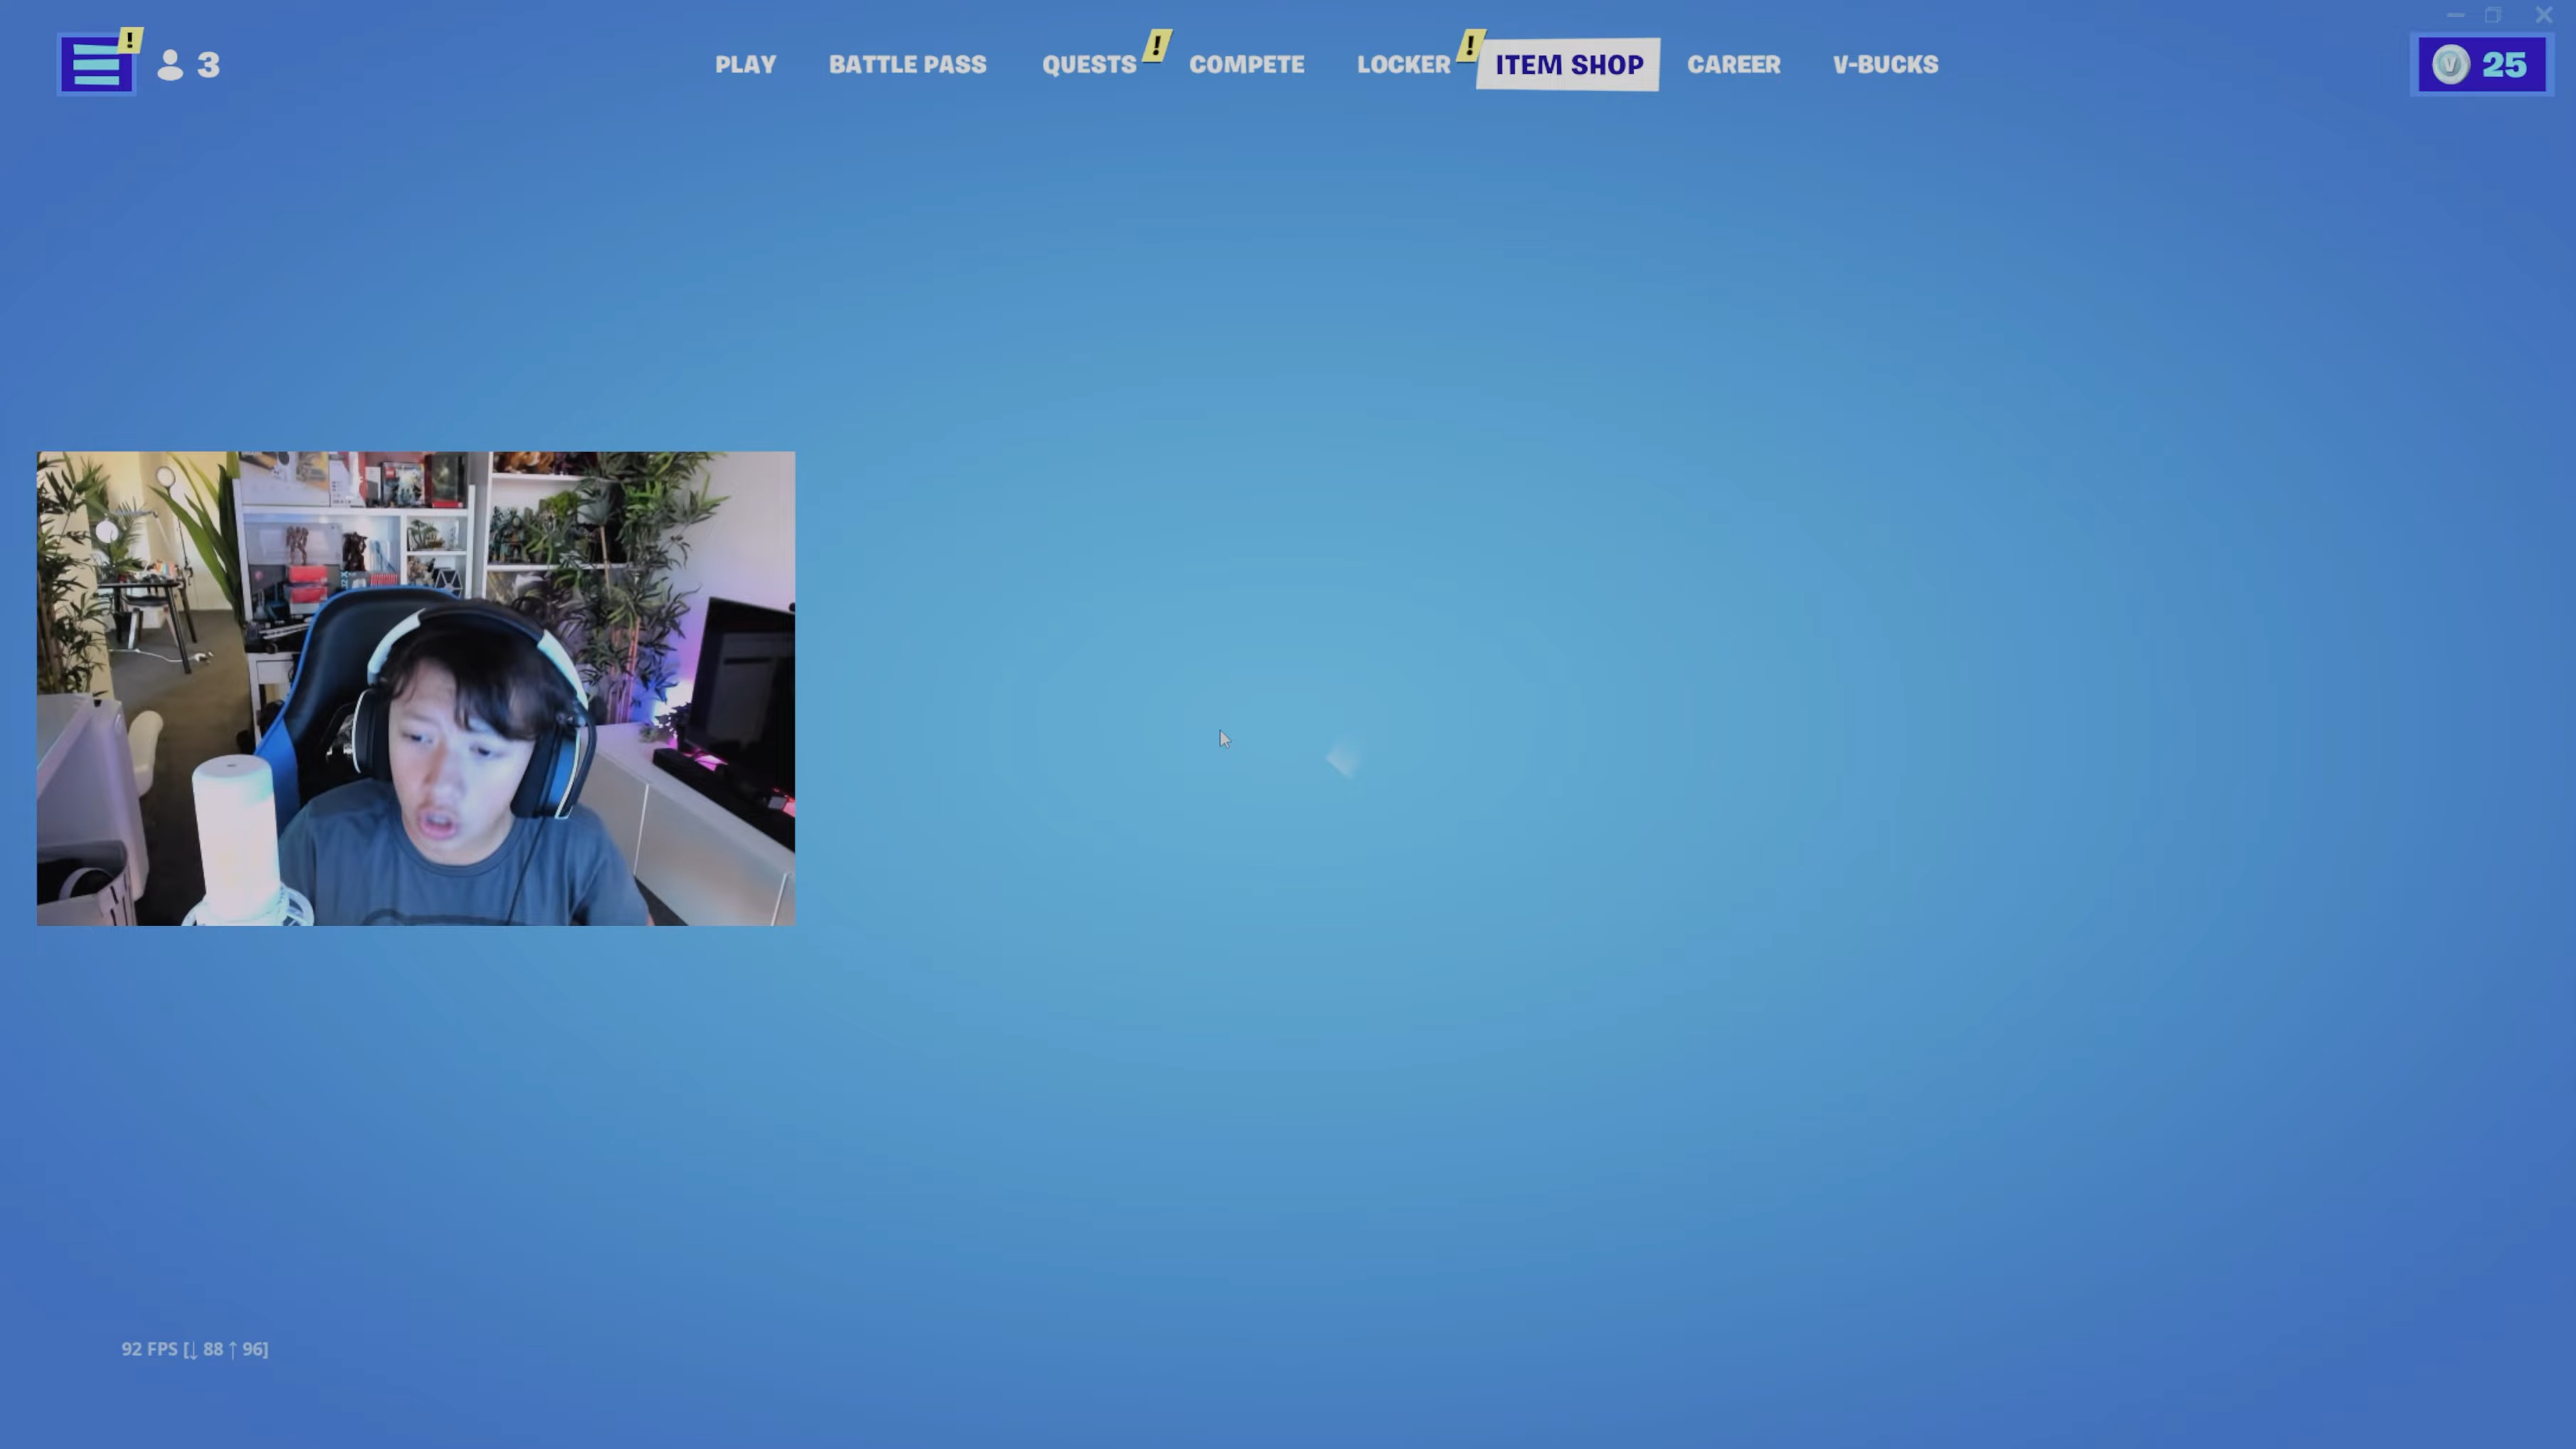 ! 3 PLAY BATTLE PASS QUESTS ! COMPETE LOCKER ! ITEM SHOP CAREER V-BUCKS V 25
92 FPS [↓ 88 ↑ 96]